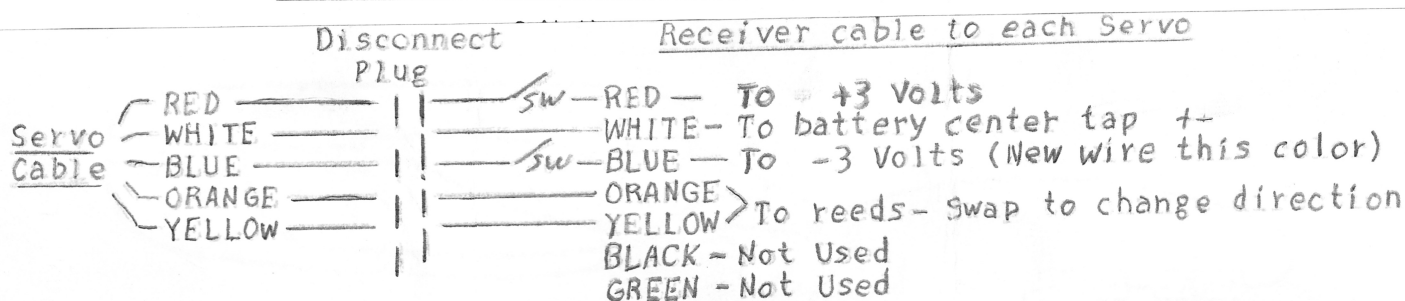 Disconnect Plug
Receiver cable to each Servo
Servo Cable
RED SW RED - To +3 Volts
WHITE WHITE - To battery center tap +-
BLUE SW BLUE - To -3 Volts (New wire this color)
ORANGE ORANGE
YELLOW YELLOW > To reeds - Swap to change direction
BLACK - Not Used
GREEN - Not Used